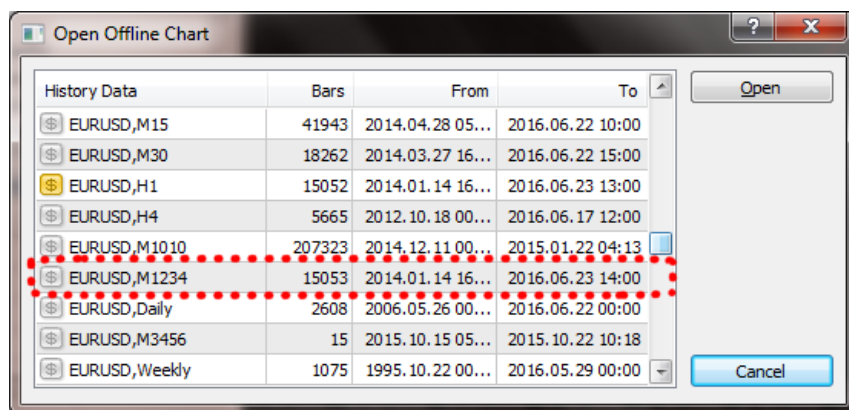 Open Offline Chart
History Data Bars From To
Open
$ EURUSD,M15 41943 2014.04.28 05... 2016.06.22 10:00
$ EURUSD,M30 18262 2014.03.27 16... 2016.06.22 15:00
$ EURUSD,H1 15052 2014.01.14 16... 2016.06.23 13:00
$ EURUSD,H4 5665 2012.10.18 00... 2016.06.17 12:00
$ EURUSD,M1010 207323 2014.12.11 00... 2015.01.22 04:13
$ EURUSD,M1234 15053 2014.01.14 16... 2016.06.23 14:00
$ EURUSD,Daily 2608 2006.05.26 00... 2016.06.22 00:00
$ EURUSD,M3456 15 2015.10.15 05... 2015.10.22 10:18
$ EURUSD,Weekly 1075 1995.10.22 00... 2016.05.29 00:00
Cancel